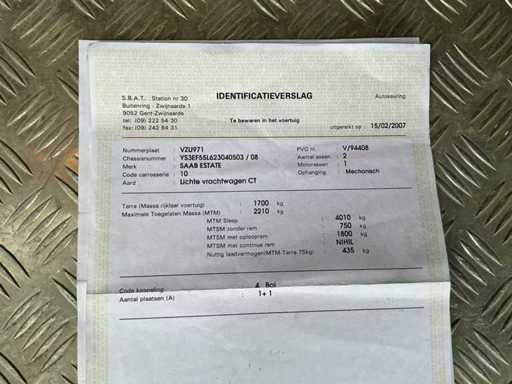 S.B.A.T. Station nr 30
Buitenring - Zwijnaarde 1
9052 Gent-Zwijnaarde
tel. (09) 222 54 30
fax: (09) 242 84 31
IDENTIFICATIEVERSLAG
Te bewaren in het voertuig
Autokeuring
uitgereikt op : 15/02/2007
Nummerplaat : VZU971
Chassisnummer : YS3EF55L623040503 / 08
Merk : SAAB ESTATE
Code carrosserie : 10
Aard : Lichte vrachtwagen CT
PVG nr. : V/94408
Aantal assen : 2
Motorassen : 1
Ophanging : Mechanisch
Tarra (Massa rijklaar voertuig) : 1700 kg
Maximale Toegelaten Massa (MTM) : 2210 kg
MTM Sleep : 4010 kg
MTSM zonder rem : 750 kg
MTSM met oplooprem : 1800 kg
MTSM met continue rem : NIHIL
Nuttig laadvermogen(MTM-Tarra-75kg) : 435 kg
Code koppeling : 4 Bol
Aantal plaatsen (A) : 1+ 1